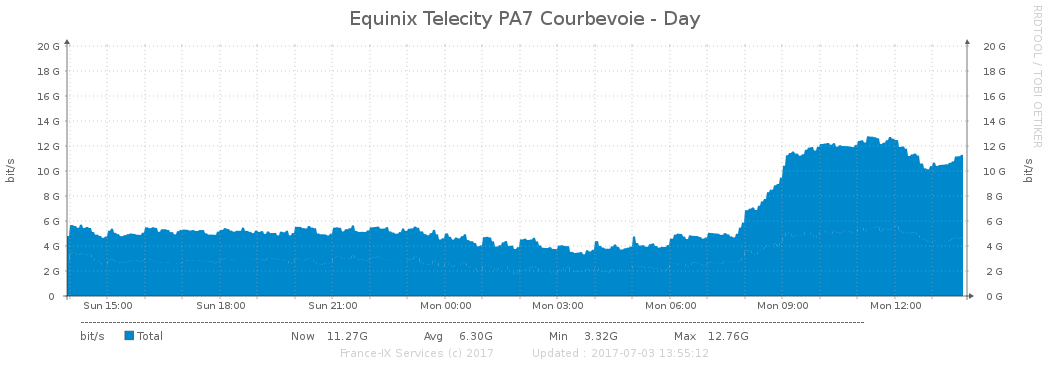 Equinix Telecity PA7 Courbevoie - Day
RRDTOOL / TOBI OETIKER
bit/s
20 G 20 G
18 G 18 G
16 G 16 G
14 G 14 G
12 G 12 G
10 G 10 G
8 G 8 G
6 G 6 G
4 G 4 G
2 G 2 G
0 0 G
bit/s
Sun 15:00 Sun 18:00 Sun 21:00 Mon 00:00 Mon 03:00 Mon 06:00 Mon 09:00 Mon 12:00
bit/s Total Now 11.27G Avg 6.30G Min 3.32G Max 12.76G
France-IX Services (c) 2017 Updated : 2017-07-03 13:55:12